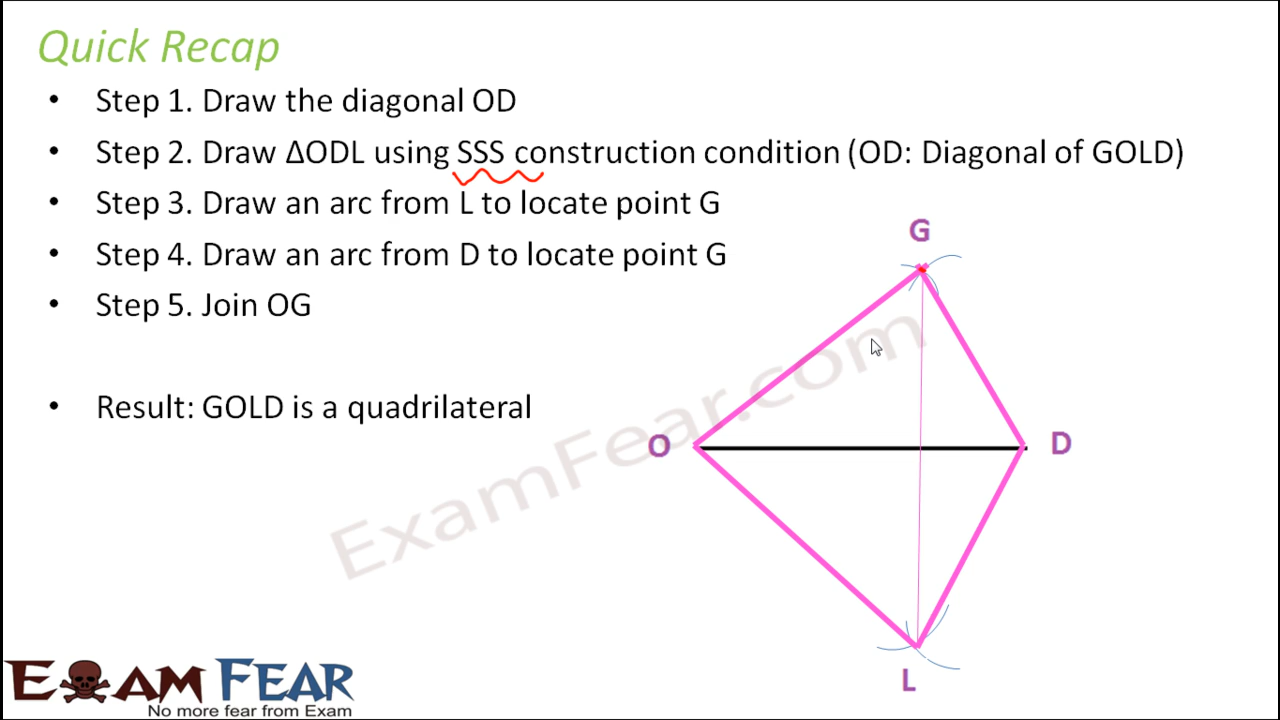 Quick Recap
• Step 1. Draw the diagonal OD
• Step 2. Draw ΔODL using SSS construction condition (OD: Diagonal of GOLD)
• Step 3. Draw an arc from L to locate point G
• Step 4. Draw an arc from D to locate point G
• Step 5. Join OG
• Result: GOLD is a quadrilateral
G
O
D
L
ExamFear.com
EXAM FEAR
No more fear from Exam